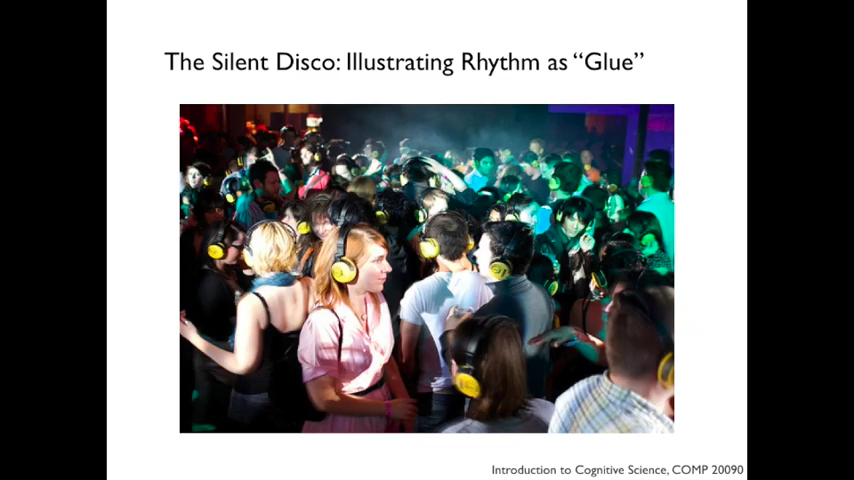 The Silent Disco: Illustrating Rhythm as “Glue”
Introduction to Cognitive Science, COMP 20090